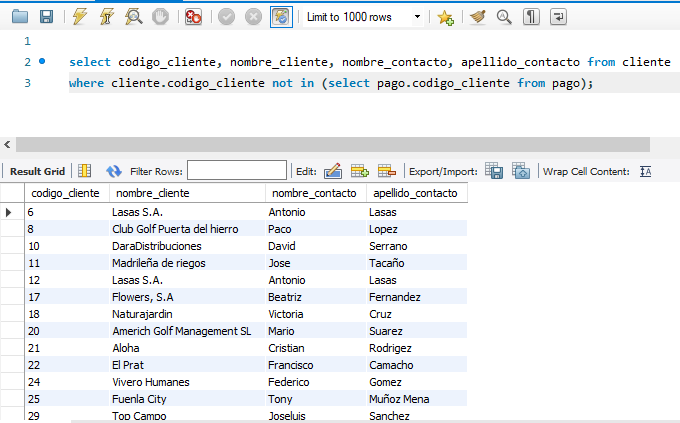 Limit to 1000 rows
1
2 select codigo_cliente, nombre_cliente, nombre_contacto, apellido_contacto from cliente
3 where cliente.codigo_cliente not in (select pago.codigo_cliente from pago);
Result Grid Filter Rows: Edit: Export/Import: Wrap Cell Content: IA
codigo_cliente nombre_cliente nombre_contacto apellido_contacto
6 Lasas S.A. Antonio Lasas
8 Club Golf Puerta del hierro Paco Lopez
10 DaraDistribuciones David Serrano
11 Madrileña de riegos Jose Tacaño
12 Lasas S.A. Antonio Lasas
17 Flowers, S.A Beatriz Fernandez
18 Naturajardin Victoria Cruz
20 Americh Golf Management SL Mario Suarez
21 Aloha Cristian Rodrigez
22 El Prat Francisco Camacho
24 Vivero Humanes Federico Gomez
25 Fuenla City Tony Muñoz Mena
29 Top Campo Joseluis Sanchez